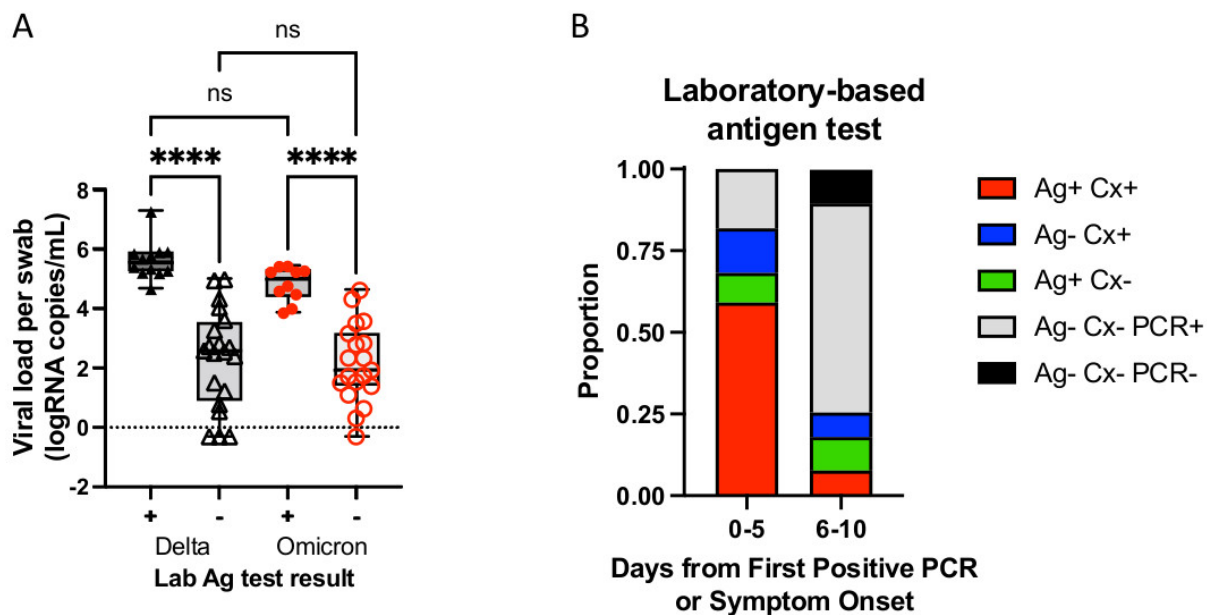 A
ns
ns
**** ****
Viral load per swab
(logRNA copies/mL)
8
6
4
2
0
-2
+ - + -
Delta Omicron
Lab Ag test result
B
Laboratory-based
antigen test
Proportion
1.00
0.75
0.50
0.25
0.00
0-5 6-10
Days from First Positive PCR
or Symptom Onset
Ag+ Cx+
Ag- Cx+
Ag+ Cx-
Ag- Cx- PCR+
Ag- Cx- PCR-